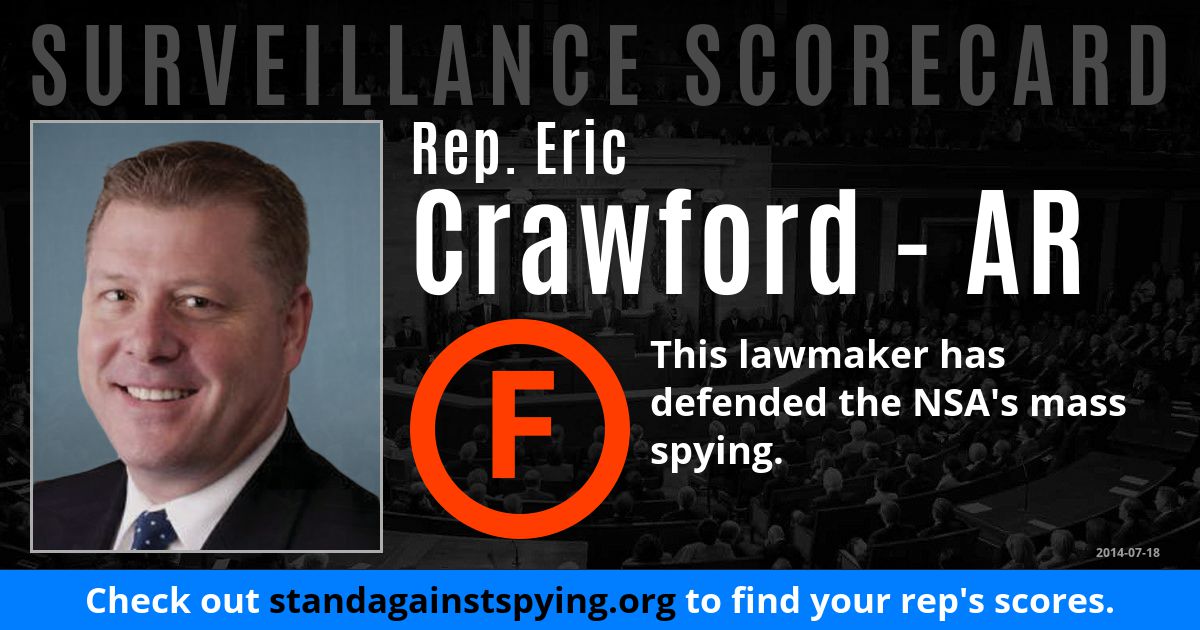 SURVEILLANCE SCORECARD
Rep. Eric
Crawford - AR
F
This lawmaker has
defended the NSA's mass
spying.
2014-07-18
Check out standagainstspying.org to find your rep's scores.